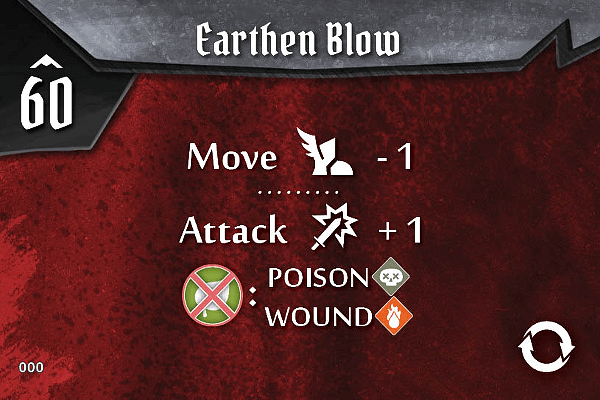 Earthen Blow
60
Move - 1
Attack + 1
: POISON
WOUND
000